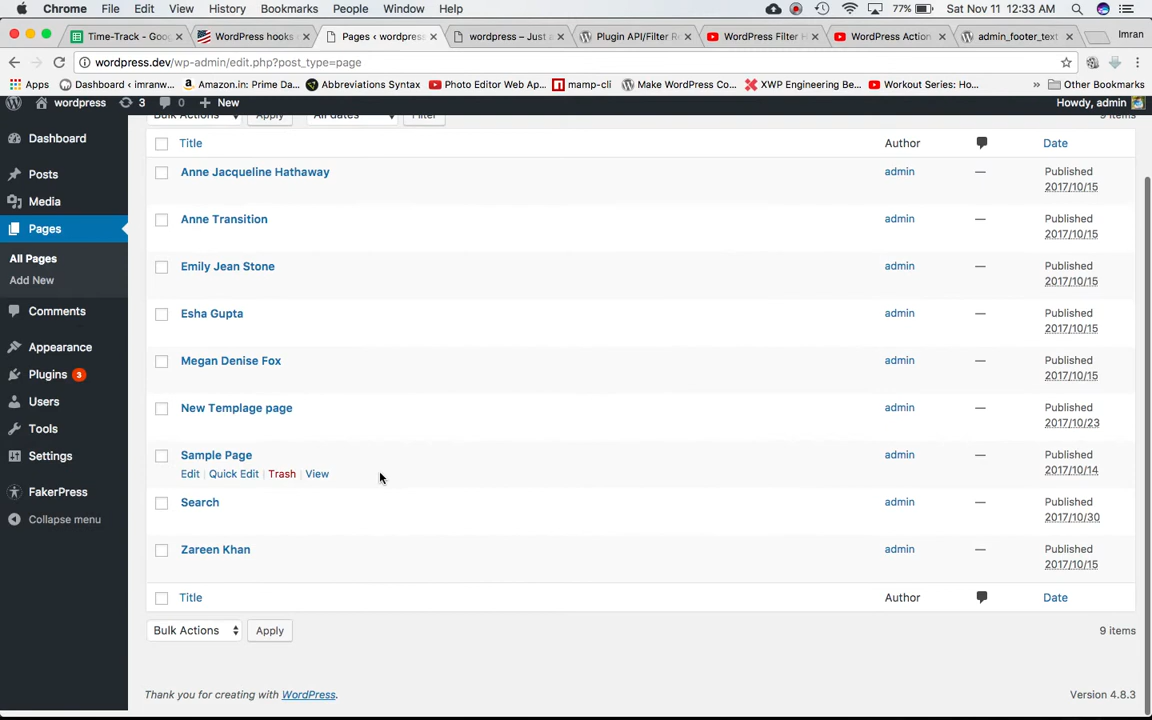 Chrome File Edit View History Bookmarks People Window Help 77% Sat Nov 11 12:33 AM
Time-Track - Goo WordPress hooks Pages ‹ wordpress wordpress – Just a Plugin API/Filter R WordPress Filter H WordPress Action admin_footer_text Imran
wordpress.dev/wp-admin/edit.php?post_type=page
Apps Dashboard ‹ imranw... Amazon.in: Prime Da... Abbreviations Syntax Photo Editor Web Ap... mamp-cli Make WordPress Co... XWP Engineering Be... Workout Series: Ho... » Other Bookmarks
wordpress 3 0 + New Howdy, admin
Bulk Actions Apply All dates Filter 9 items
Dashboard
Posts
Media
Pages
All Pages
Add New
Comments
Appearance
Plugins 3
Users
Tools
Settings
FakerPress
Collapse menu
Title Author Date
Anne Jacqueline Hathaway admin — Published
2017/10/15
Anne Transition admin — Published
2017/10/15
Emily Jean Stone admin — Published
2017/10/15
Esha Gupta admin — Published
2017/10/15
Megan Denise Fox admin — Published
2017/10/15
New Templage page admin — Published
2017/10/23
Sample Page admin — Published
Edit | Quick Edit | Trash | View 2017/10/14
Search admin — Published
2017/10/30
Zareen Khan admin — Published
2017/10/15
Title Author Date
Bulk Actions Apply 9 items
Thank you for creating with WordPress. Version 4.8.3